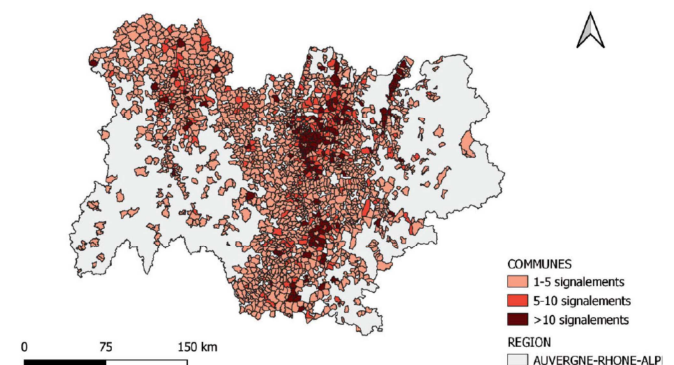 COMMUNES
1-5 signalements
5-10 signalements
>10 signalements
REGION
AUVERGNE-RHONE-ALP
0 75 150 km